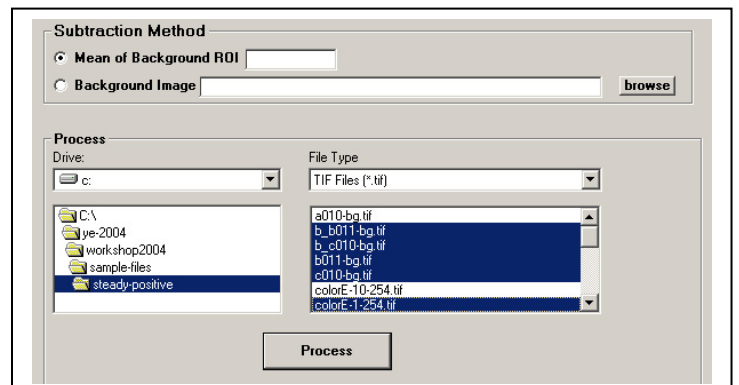 Subtraction Method
Mean of Background ROI
Background Image browse
Process
Drive: File Type
c: TIF Files (*.tif)
C:\ a010-bg.tif
ye-2004 b_b011-bg.tif
workshop2004 b_c010-bg.tif
sample-files b011-bg.tif
steady-positive c010-bg.tif
colorE-10-254.tif
colorE-1-254.tif
Process